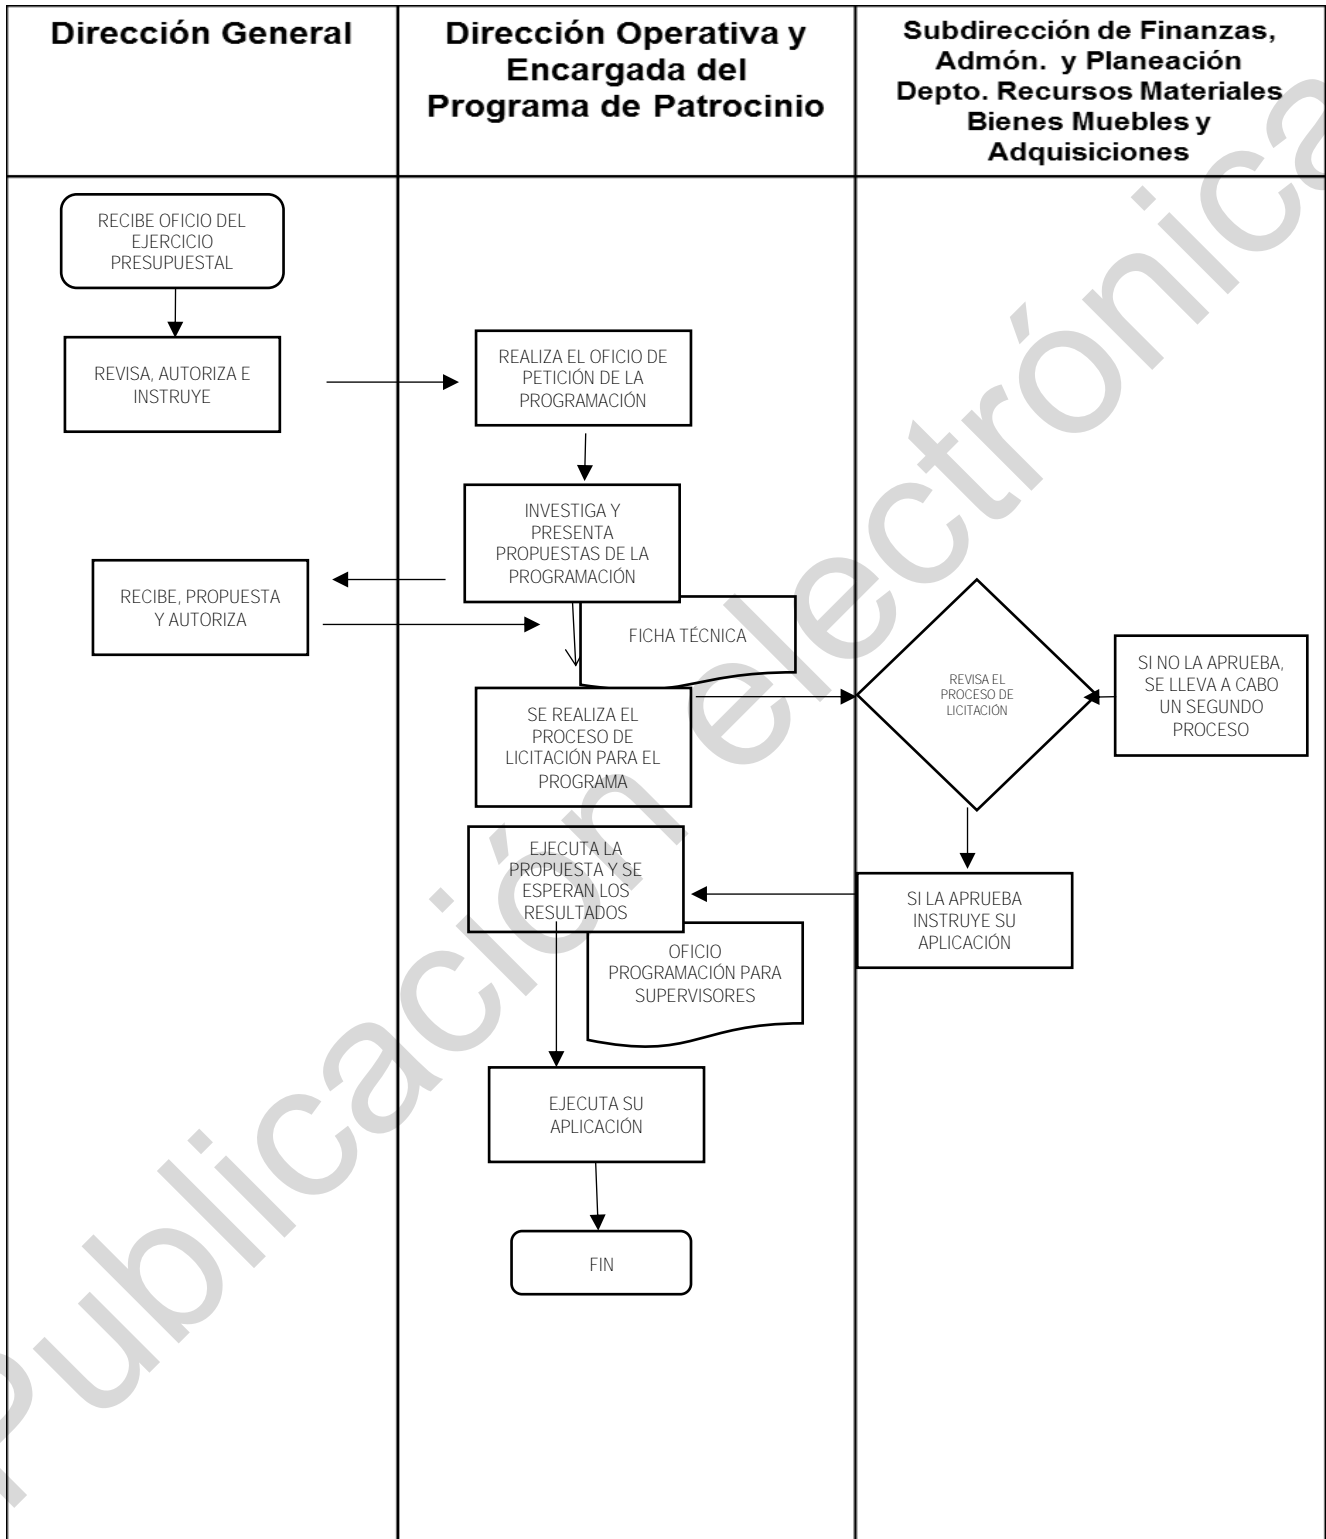 Dirección General
Dirección Operativa y
Encargada del
Programa de Patrocinio
Subdirección de Finanzas,
Admón. y Planeación
Depto. Recursos Materiales
Bienes Muebles y
Adquisiciones
RECIBE OFICIO DEL
EJERCICIO
PRESUPUESTAL
REVISA, AUTORIZA E
INSTRUYE
REALIZA EL OFICIO DE
PETICIÓN DE LA
PROGRAMACIÓN
INVESTIGA Y
PRESENTA
PROPUESTAS DE LA
PROGRAMACIÓN
RECIBE, PROPUESTA
Y AUTORIZA
FICHA TÉCNICA
SE REALIZA EL
PROCESO DE
LICITACIÓN PARA EL
PROGRAMA
REVISA EL
PROCESO DE
LICITACIÓN
SI NO LA APRUEBA,
SE LLEVA A CABO
UN SEGUNDO
PROCESO
EJECUTA LA
PROPUESTA Y SE
ESPERAN LOS
RESULTADOS
SI LA APRUEBA
INSTRUYE SU
APLICACIÓN
OFICIO
PROGRAMACIÓN PARA
SUPERVISORES
EJECUTA SU
APLICACIÓN
FIN
Publicación electrónica